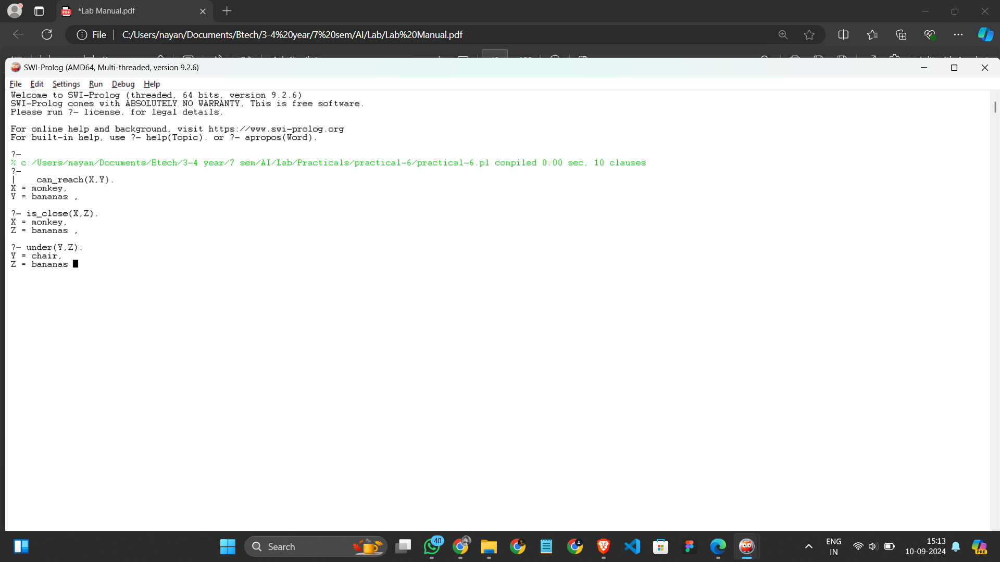 *Lab Manual.pdf
File
C:/Users/nayan/Documents/Btech/3-4%20year/7%20sem/AI/Lab/Lab%20Manual.pdf
SWI-Prolog (AMD64, Multi-threaded, version 9.2.6)
File Edit Settings Run Debug Help
Welcome to SWI-Prolog (threaded, 64 bits, version 9.2.6)
SWI-Prolog comes with ABSOLUTELY NO WARRANTY. This is free software.
Please run ?- license. for legal details.
For online help and background, visit https://www.swi-prolog.org
For built-in help, use ?- help(Topic). or ?- apropos(Word).
?-
% c:/Users/nayan/Documents/Btech/3-4 year/7 sem/AI/Lab/Practicals/practical-6/practical-6.pl compiled 0.00 sec, 10 clauses
?-
|    can_reach(X,Y).
X = monkey,
Y = bananas .
?- is_close(X,Z).
X = monkey,
Z = bananas .
?- under(Y,Z).
Y = chair,
Z = bananas
Search
40
ENG
IN
15:13
10-09-2024
PRE